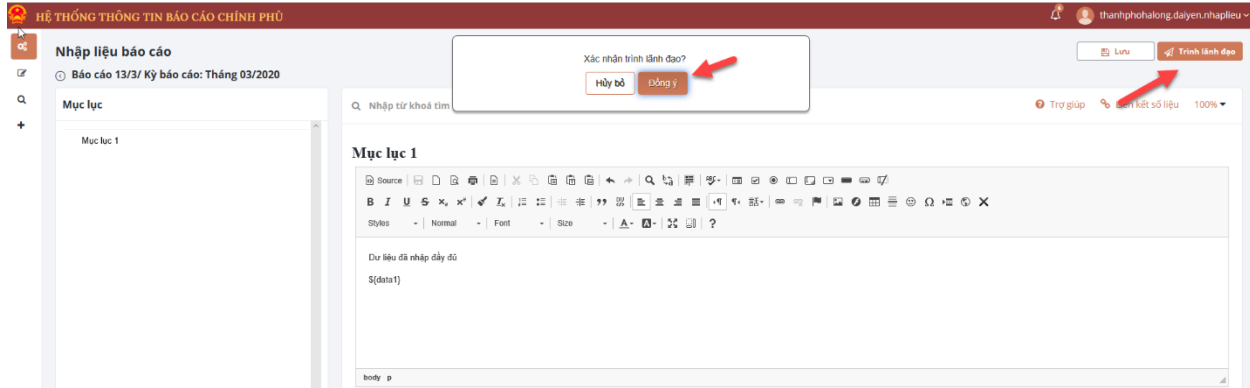 HỆ THỐNG THÔNG TIN BÁO CÁO CHÍNH PHỦ
thanhphohalong.daiyen.nhaplieu
Nhập liệu báo cáo
Báo cáo 13/3/ Kỳ báo cáo: Tháng 03/2020
Xác nhận trình lãnh đạo?
Hủy bỏ Đồng ý
Lưu Trình lãnh đạo
Mục lục
Nhập từ khoá tìm
Trợ giúp kết số liệu 100%
Mục lục 1
Mục lục 1
Source
Styles Normal Font Size
Dư liệu đã nhập đầy đủ
${data1}
body p